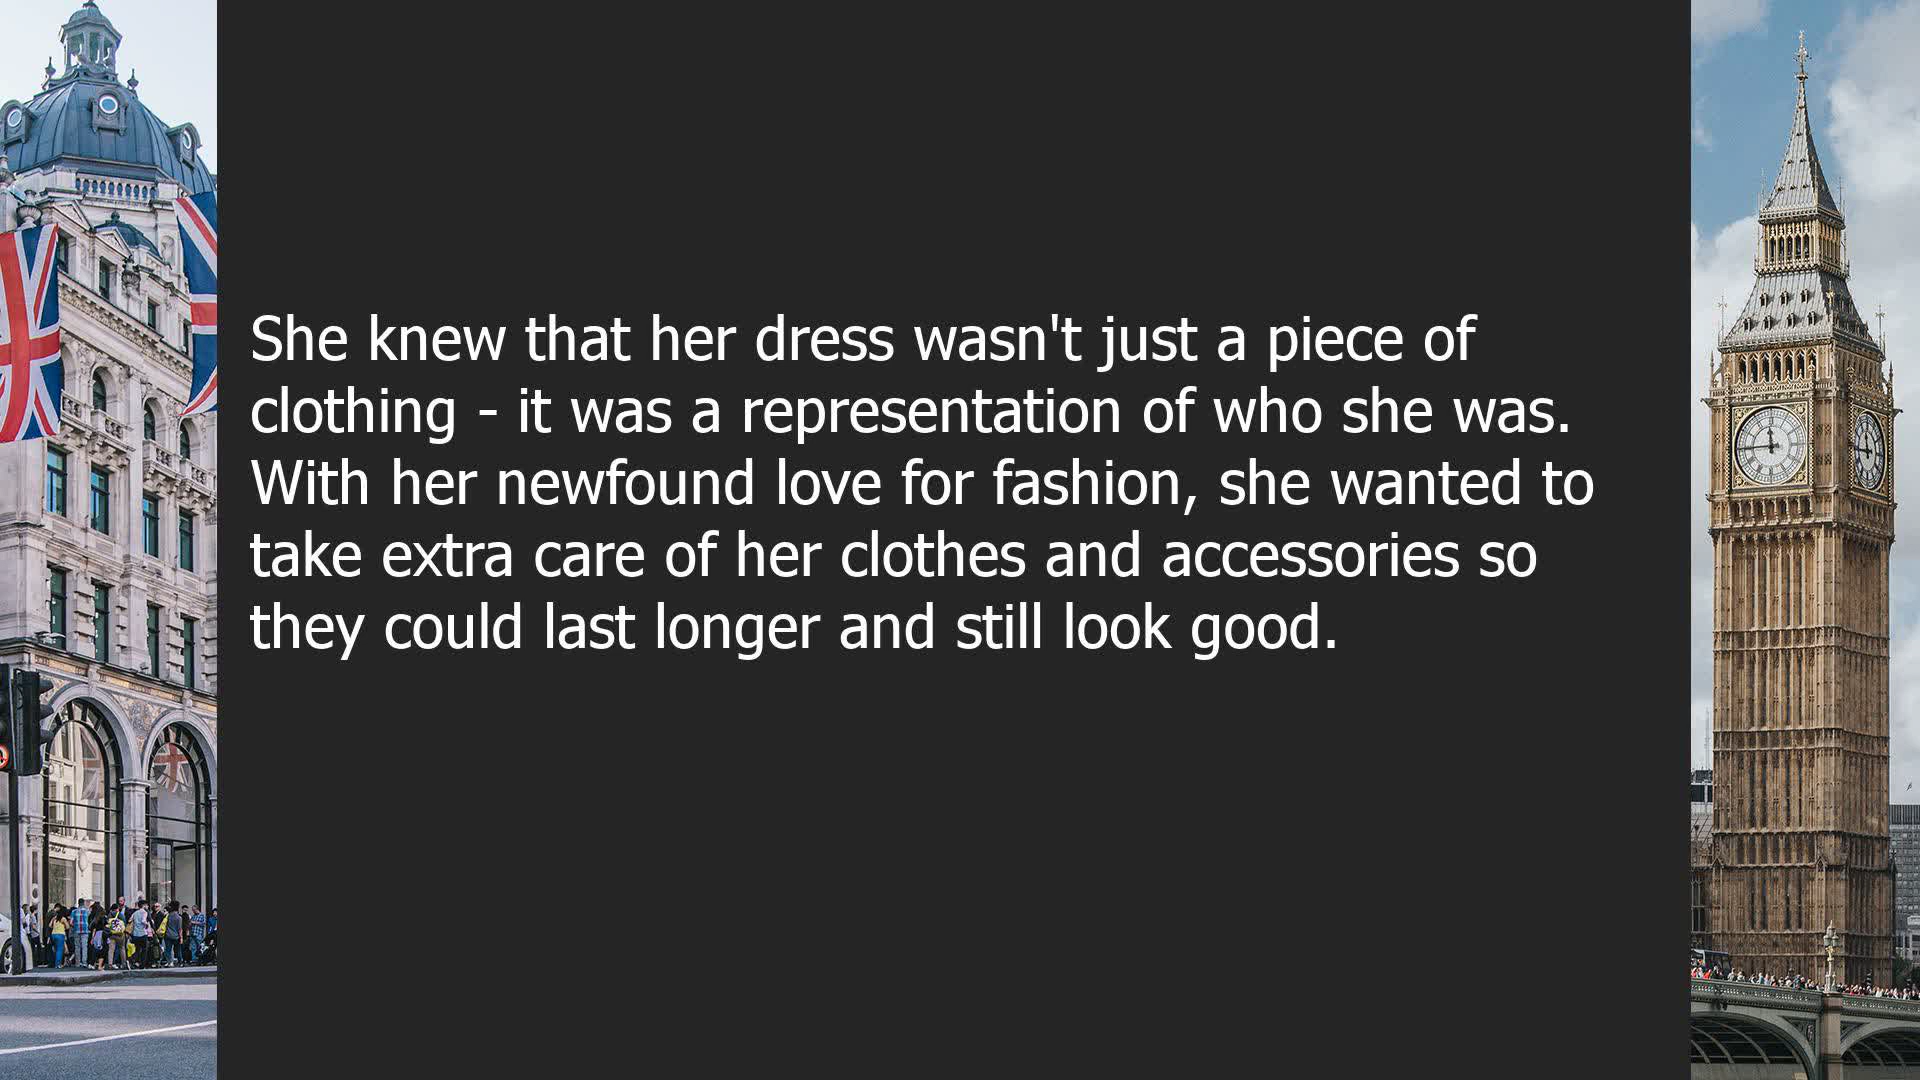 She knew that her dress wasn't just a piece of
clothing - it was a representation of who she was.
With her newfound love for fashion, she wanted to
take extra care of her clothes and accessories so
they could last longer and still look good.